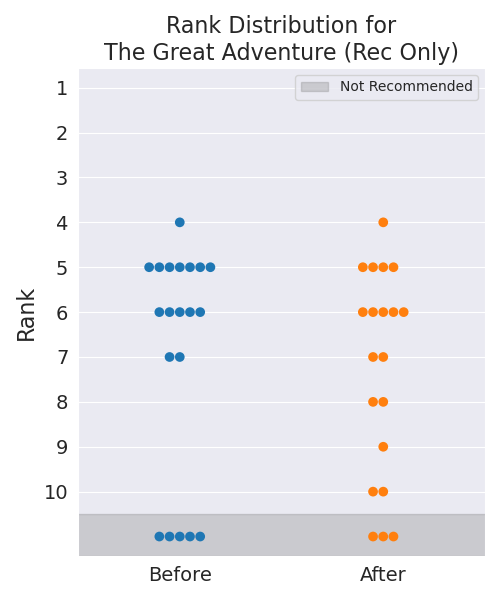 Rank Distribution for
The Great Adventure (Rec Only)
Not Recommended
Rank
1
2
3
4
5
6
7
8
9
10
Before
After